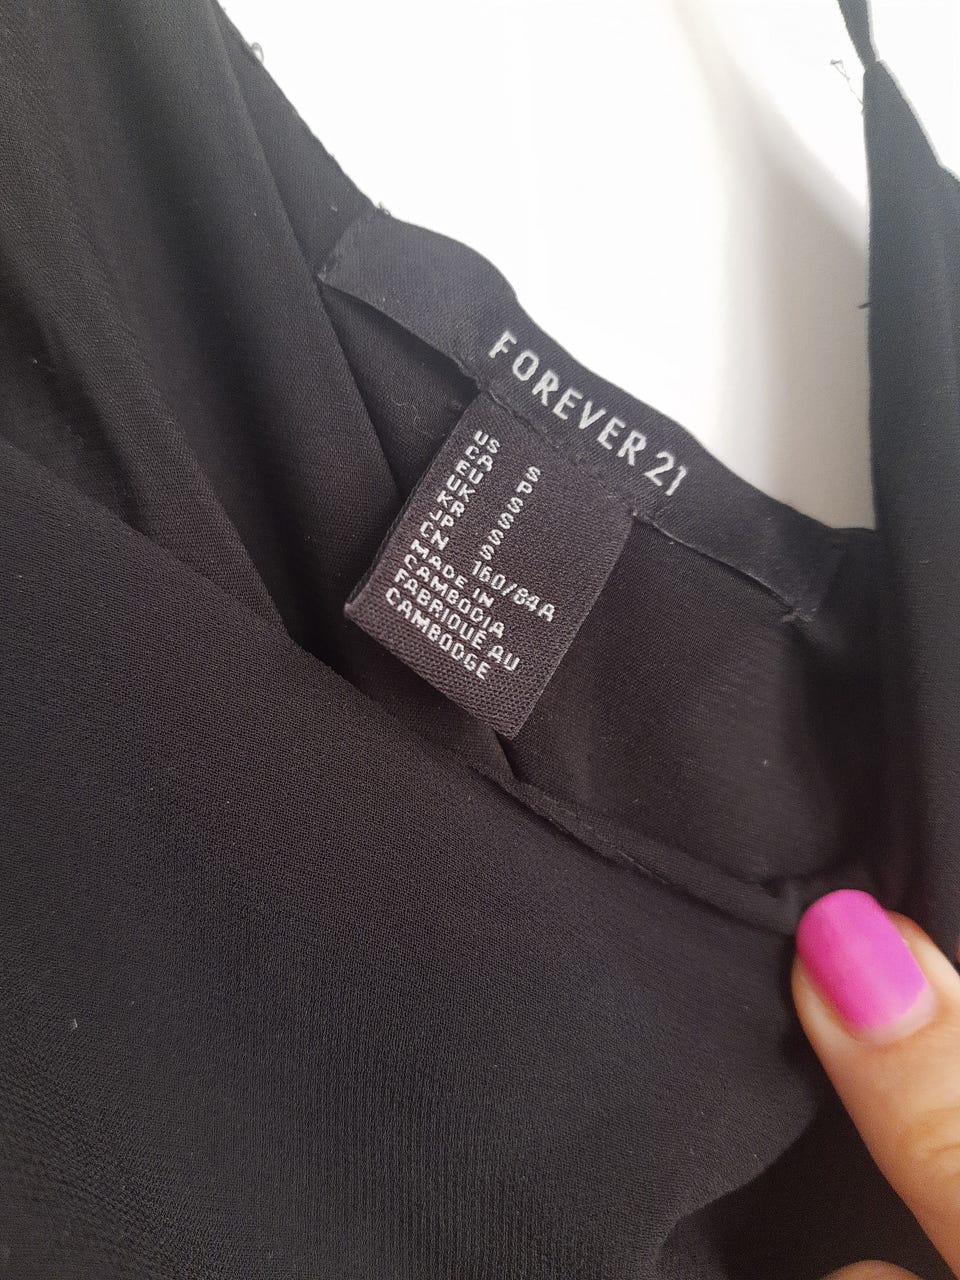 FOREVER 21
US S
CA P
EU S
UK S
KR S
JP S
CN 160/84A
MADE IN
CAMBODIA
FABRIQUÉ AU
CAMBODGE